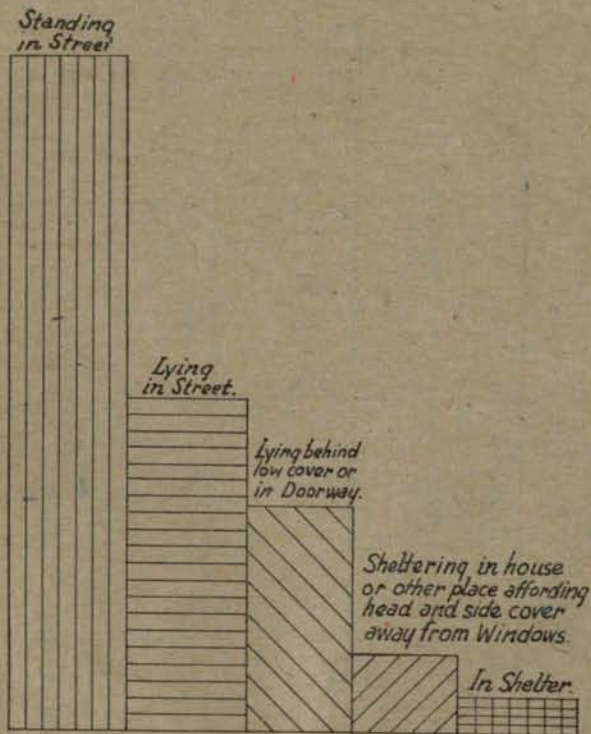 Standing
in Street
Lying
in Street.
Lying behind
low cover or
in Doorway.
Sheltering in house
or other place affording
head and side cover
away from Windows.
In Shelter.